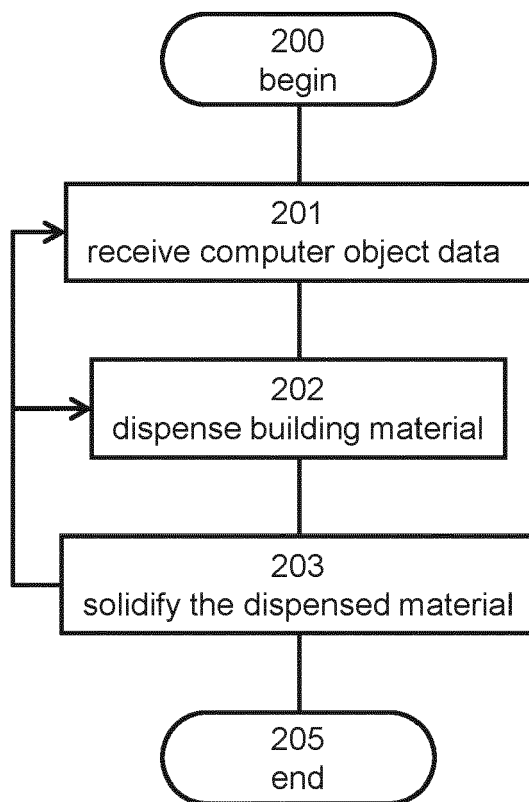 200
begin
201
receive computer object data
202
dispense building material
203
solidify the dispensed material
205
end